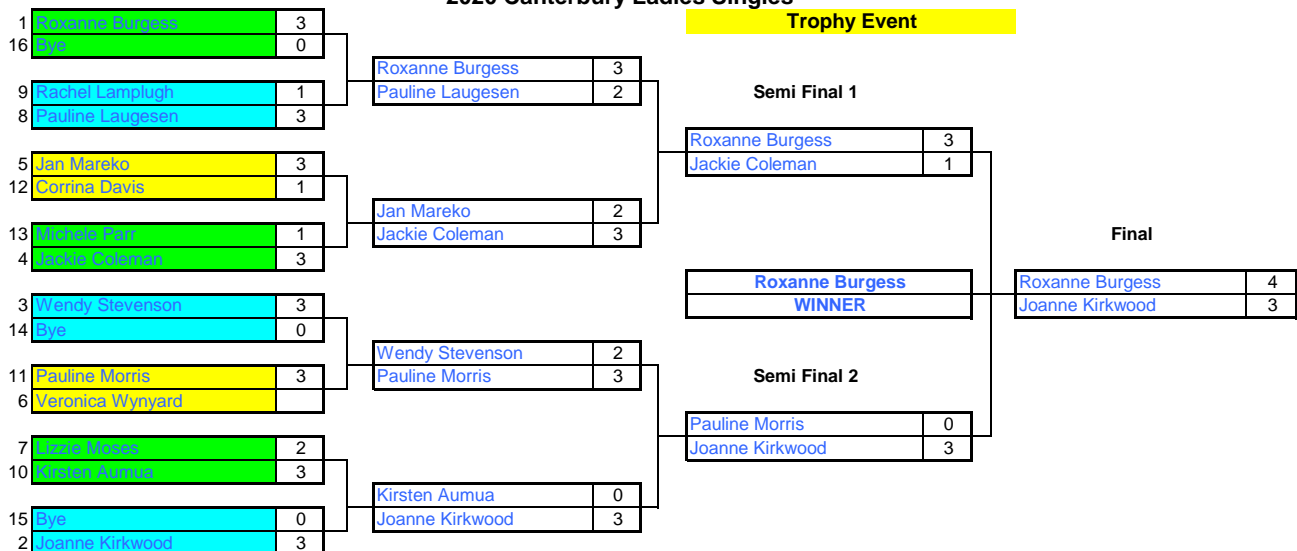 2020 Canterbury Ladies Singles
Trophy Event
1 Roxanne Burgess 3
16 Bye 0
Roxanne Burgess 3
Pauline Laugesen 2
9 Rachel Lamplugh 1
8 Pauline Laugesen 3
Semi Final 1
Roxanne Burgess 3
Jackie Coleman 1
5 Jan Mareko 3
12 Corrina Davis 1
Jan Mareko 2
Jackie Coleman 3
13 Michele Parr 1
4 Jackie Coleman 3
Final
Roxanne Burgess
WINNER
Roxanne Burgess 4
Joanne Kirkwood 3
3 Wendy Stevenson 3
14 Bye 0
Wendy Stevenson 2
Pauline Morris 3
11 Pauline Morris 3
6 Veronica Wynyard
Semi Final 2
Pauline Morris 0
Joanne Kirkwood 3
7 Lizzie Moses 2
10 Kirsten Aumua 3
Kirsten Aumua 0
Joanne Kirkwood 3
15 Bye 0
2 Joanne Kirkwood 3